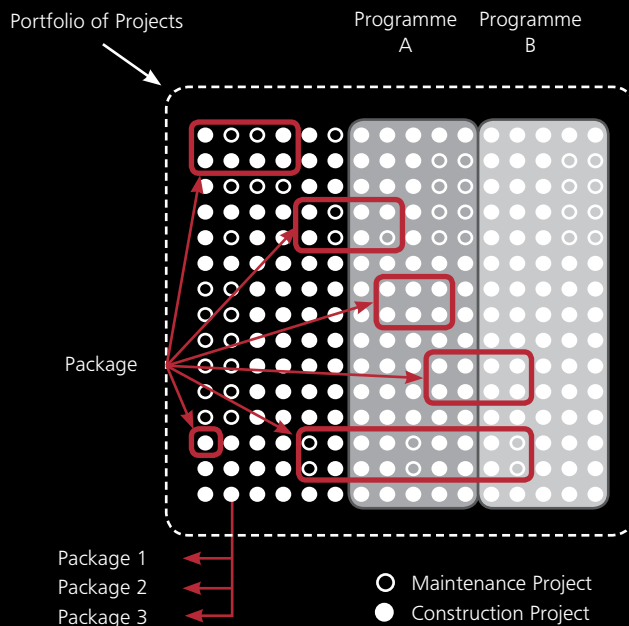 Portfolio of Projects
Programme
A
Programme
B
Package
Package 1
Package 2
Package 3
Maintenance Project
Construction Project